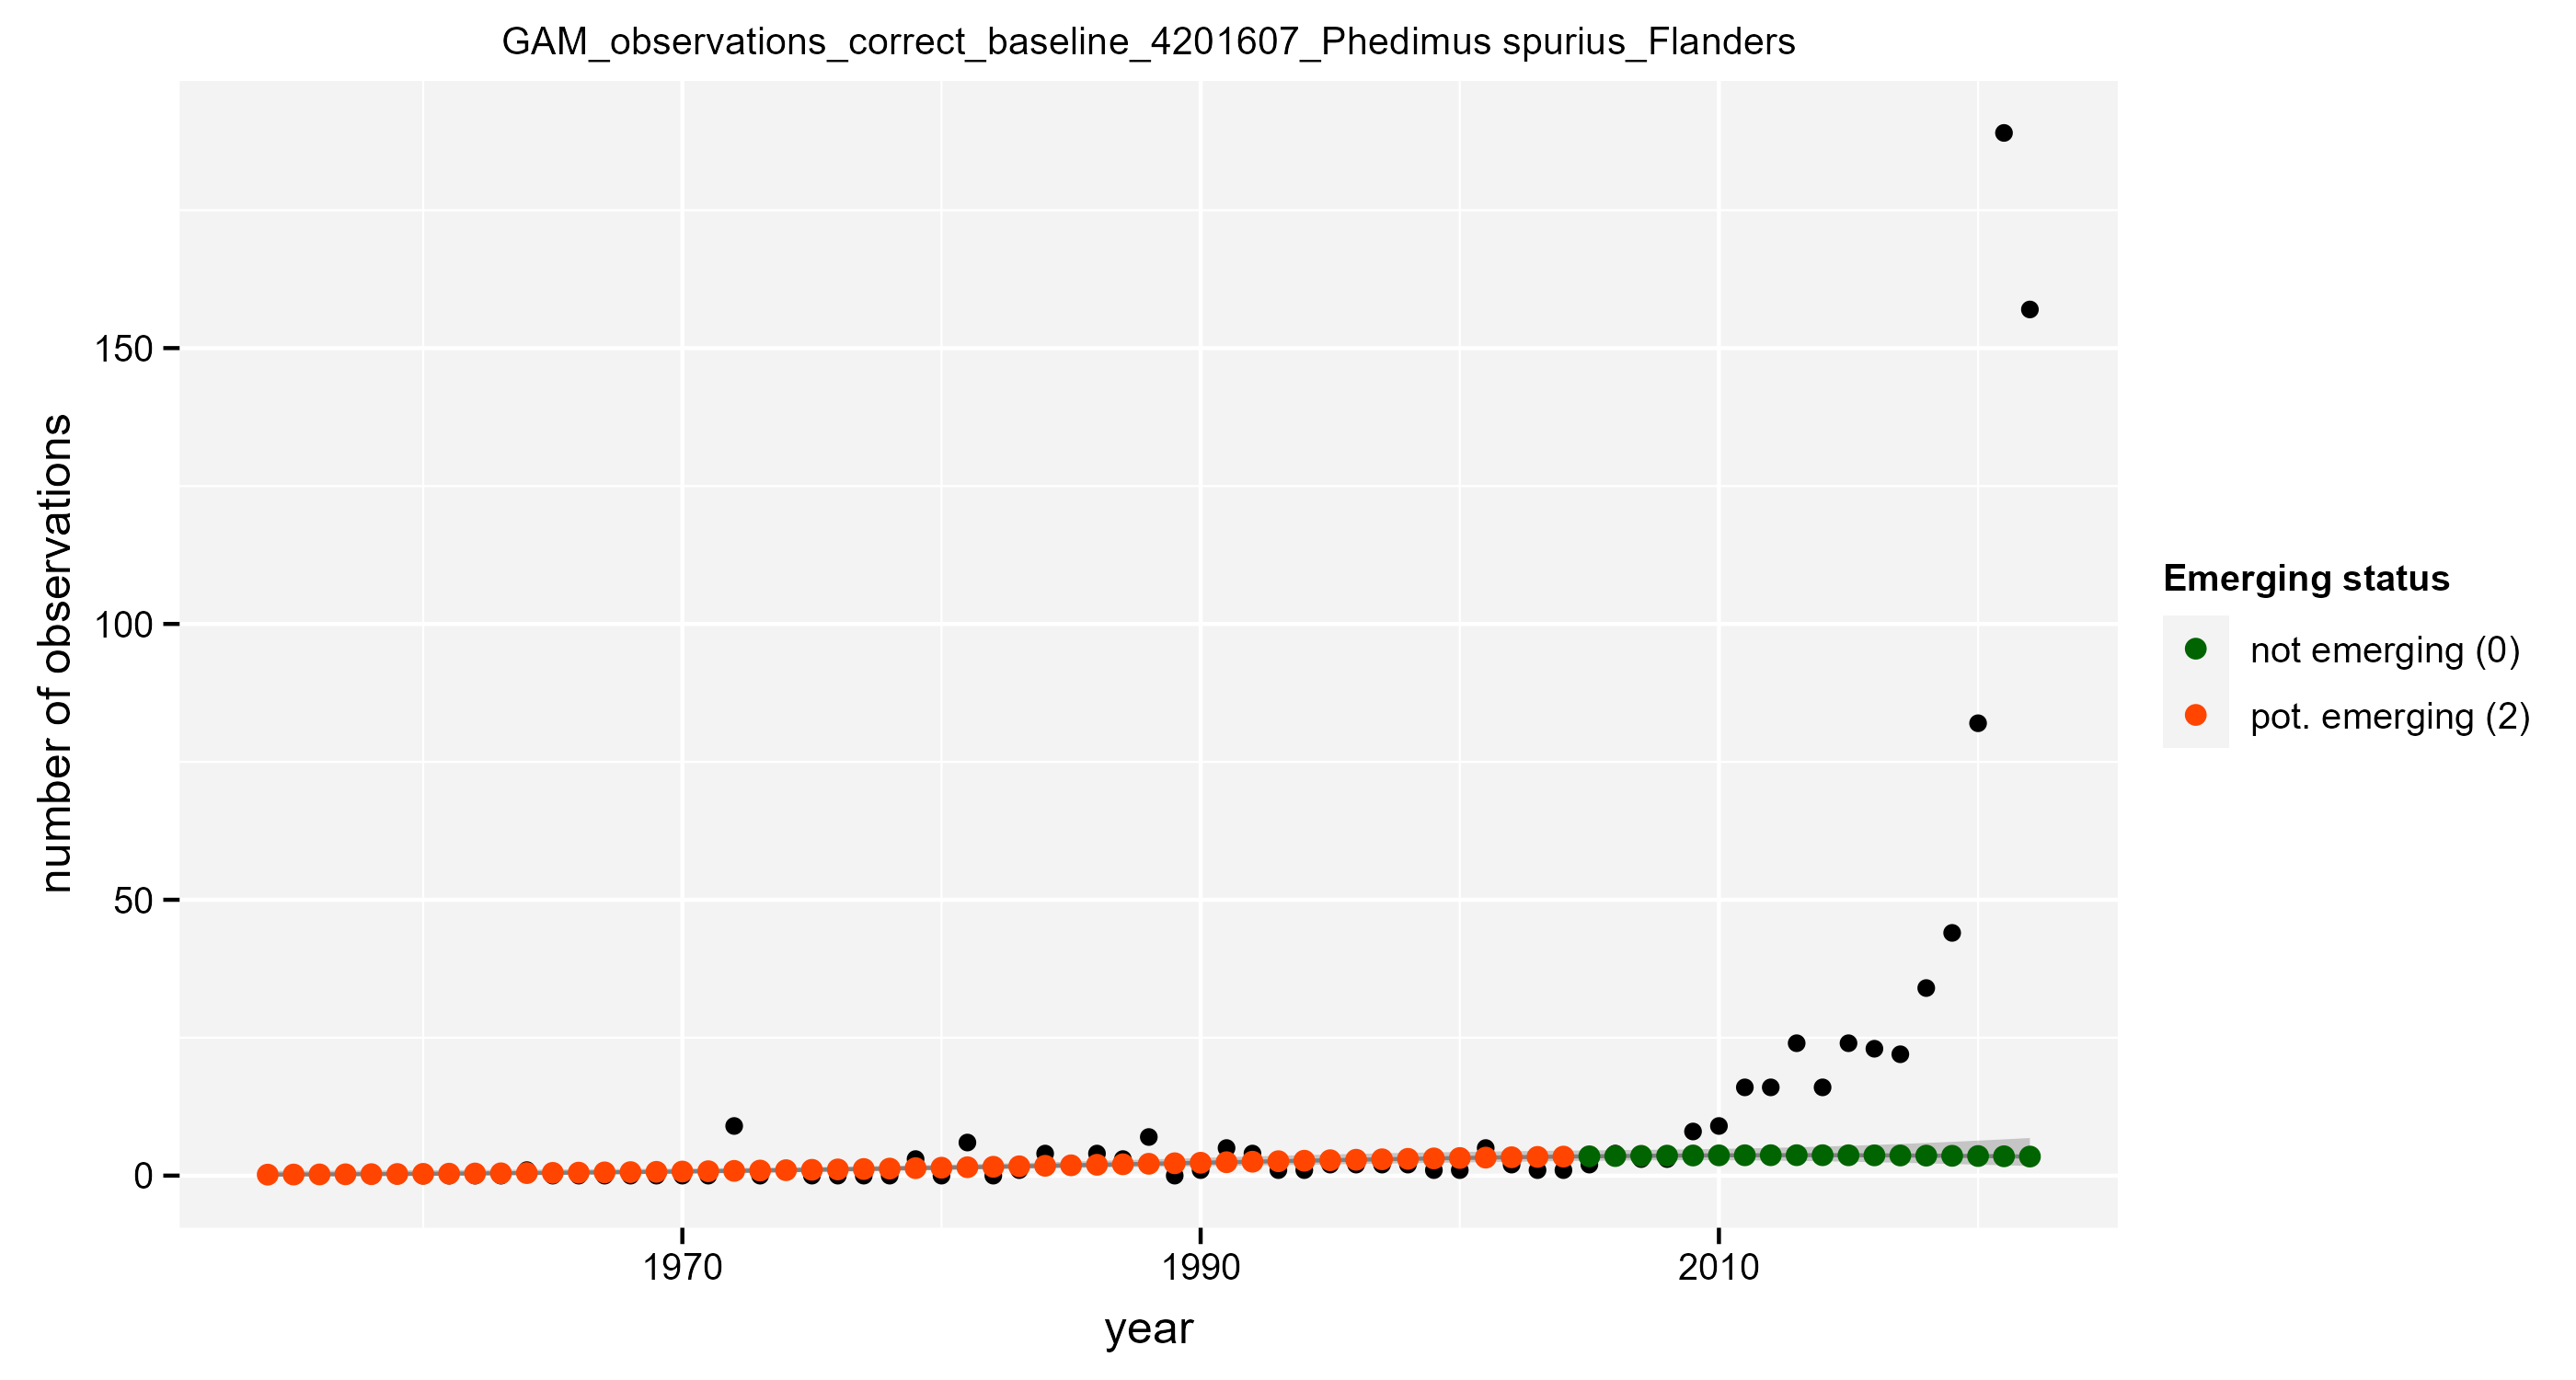 GAM_observations_correct_baseline_4201607_Phedimus spurius_Flanders
number of observations
150
100
50
0
1970
1990
2010
year
Emerging status
not emerging (0)
pot. emerging (2)